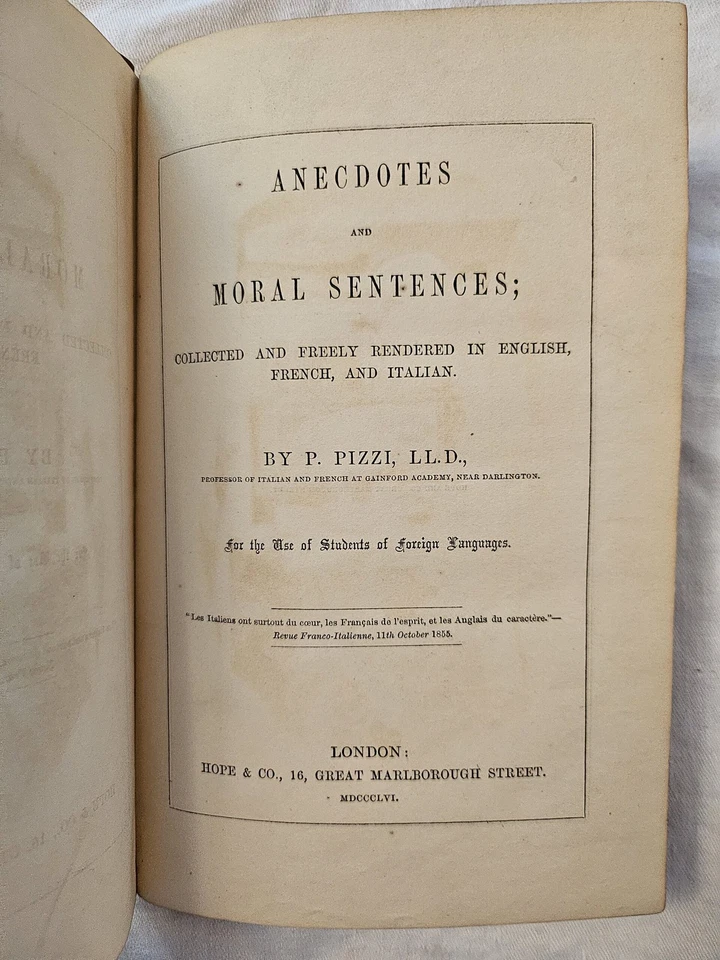 ANECDOTES
AND
MORAL SENTENCES;
COLLECTED AND FREELY RENDERED IN ENGLISH,
FRENCH, AND ITALIAN.
BY P. PIZZI, LL.D.,
PROFESSOR OF ITALIAN AND FRENCH AT GAINFORD ACADEMY, NEAR DARLINGTON.
For the Use of Students of Foreign Languages.
"Les Italiens ont surtout du cœur, les Français de l'esprit, et les Anglais du caractère."—
Revue Franco-Italienne, 11th October 1855.
LONDON:
HOPE & CO., 16, GREAT MARLBOROUGH STREET.
MDCCCLVI.